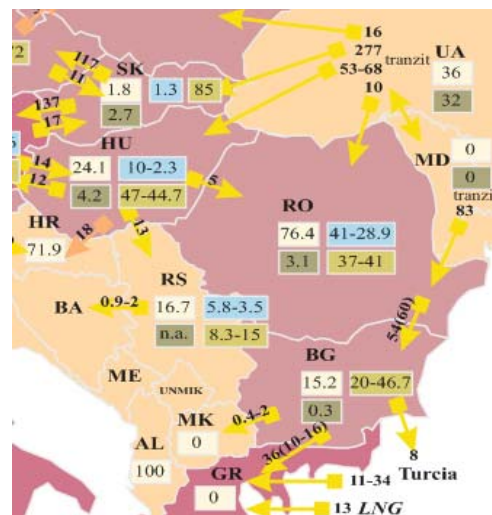 16
277
tranzit
UA
53-68
10
36
32
72
117
11
SK
1.8
1.3
85
2.7
137
17
HU
14
12
24.1
10-2.3
4.2
47-44.7
5
MD
0
0
tranzi
83
HR
71.9
18
13
RO
76.4
41-28.9
3.1
37-41
RS
16.7
5.8-3.5
n.a.
8.3-15
BA
0.9-2
54(60)
ME
UNMIK
BG
15.2
20-46.7
0.3
MK
0
0.4-2
AL
100
36(10-16)
GR
0
8
Turcia
11-34
13 LNG